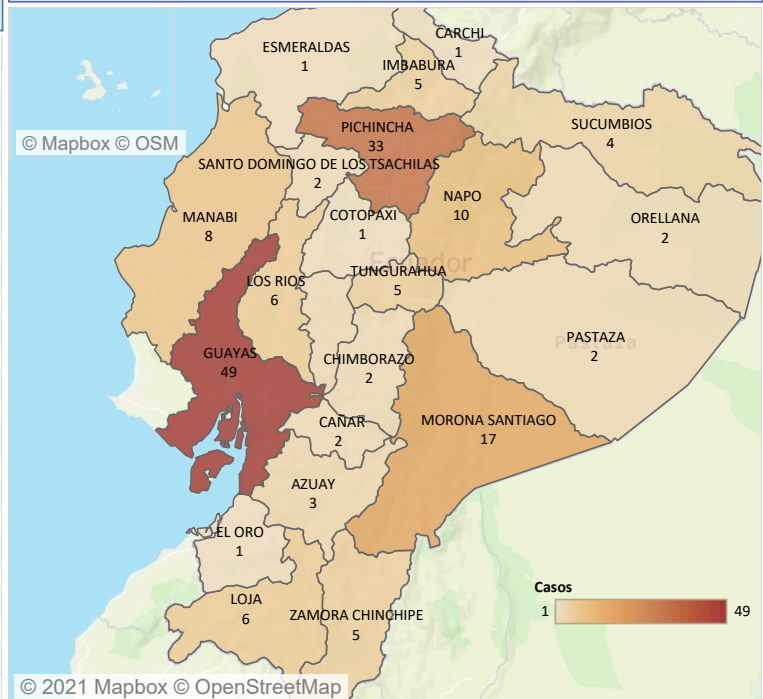 CARCHI
1
ESMERALDAS
1
IMBABURA
5
© Mapbox © OSM
PICHINCHA
33
SUCUMBIOS
4
SANTO DOMINGO DE LOS TSACHILAS
2
NAPO
10
MANABI
8
COTOPAXI
1
ORELLANA
2
Ecuador
TUNGURAHUA
5
LOS RIOS
6
PASTAZA
2
Pastaza
GUAYAS
49
CHIMBORAZO
2
MORONA SANTIAGO
17
CAÑAR
2
AZUAY
3
EL ORO
1
Casos
1 49
LOJA
6
ZAMORA CHINCHIPE
5
© 2021 Mapbox © OpenStreetMap